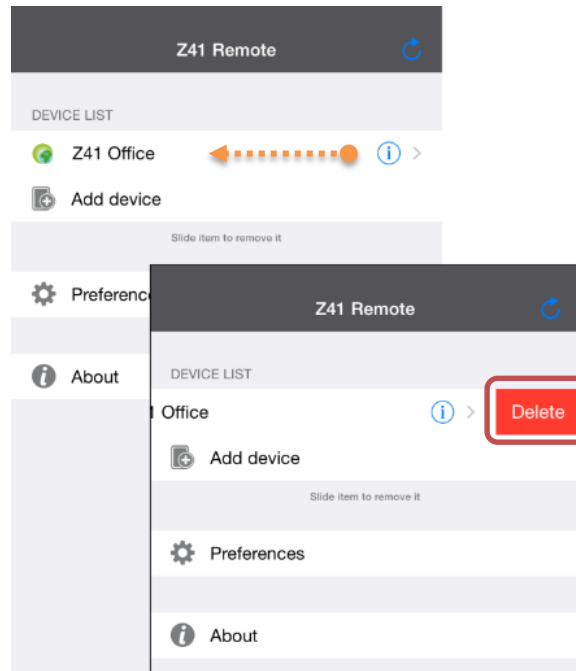 Z41 Remote
DEVICE LIST
Z41 Office
Add device
Slide item to remove it
Preferenc
About
Z41 Remote
DEVICE LIST
Office
Delete
Add device
Slide item to remove it
Preferences
About